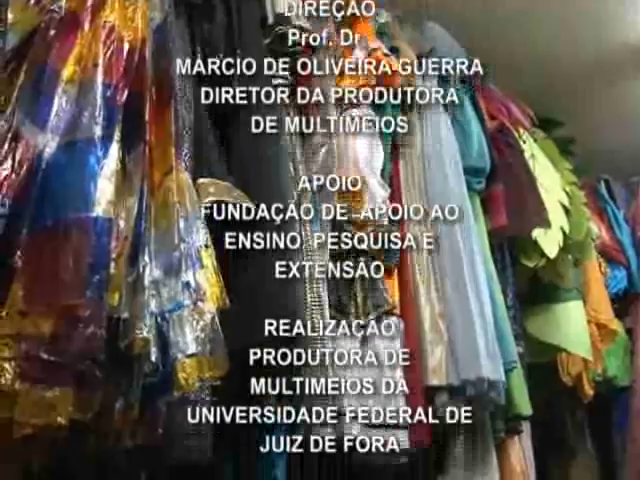 DIREÇÃO
Prof. Dr
MÁRCIO DE OLIVEIRA GUERRA
DIRETOR DA PRODUTORA
DE MULTIMEIOS
APOIO
FUNDAÇÃO DE APOIO AO
ENSINO PESQUISA E
EXTENSÃO
REALIZAÇÃO
PRODUTORA DE
MULTIMEIOS DA
UNIVERSIDADE FEDERAL DE
JUIZ DE FORA